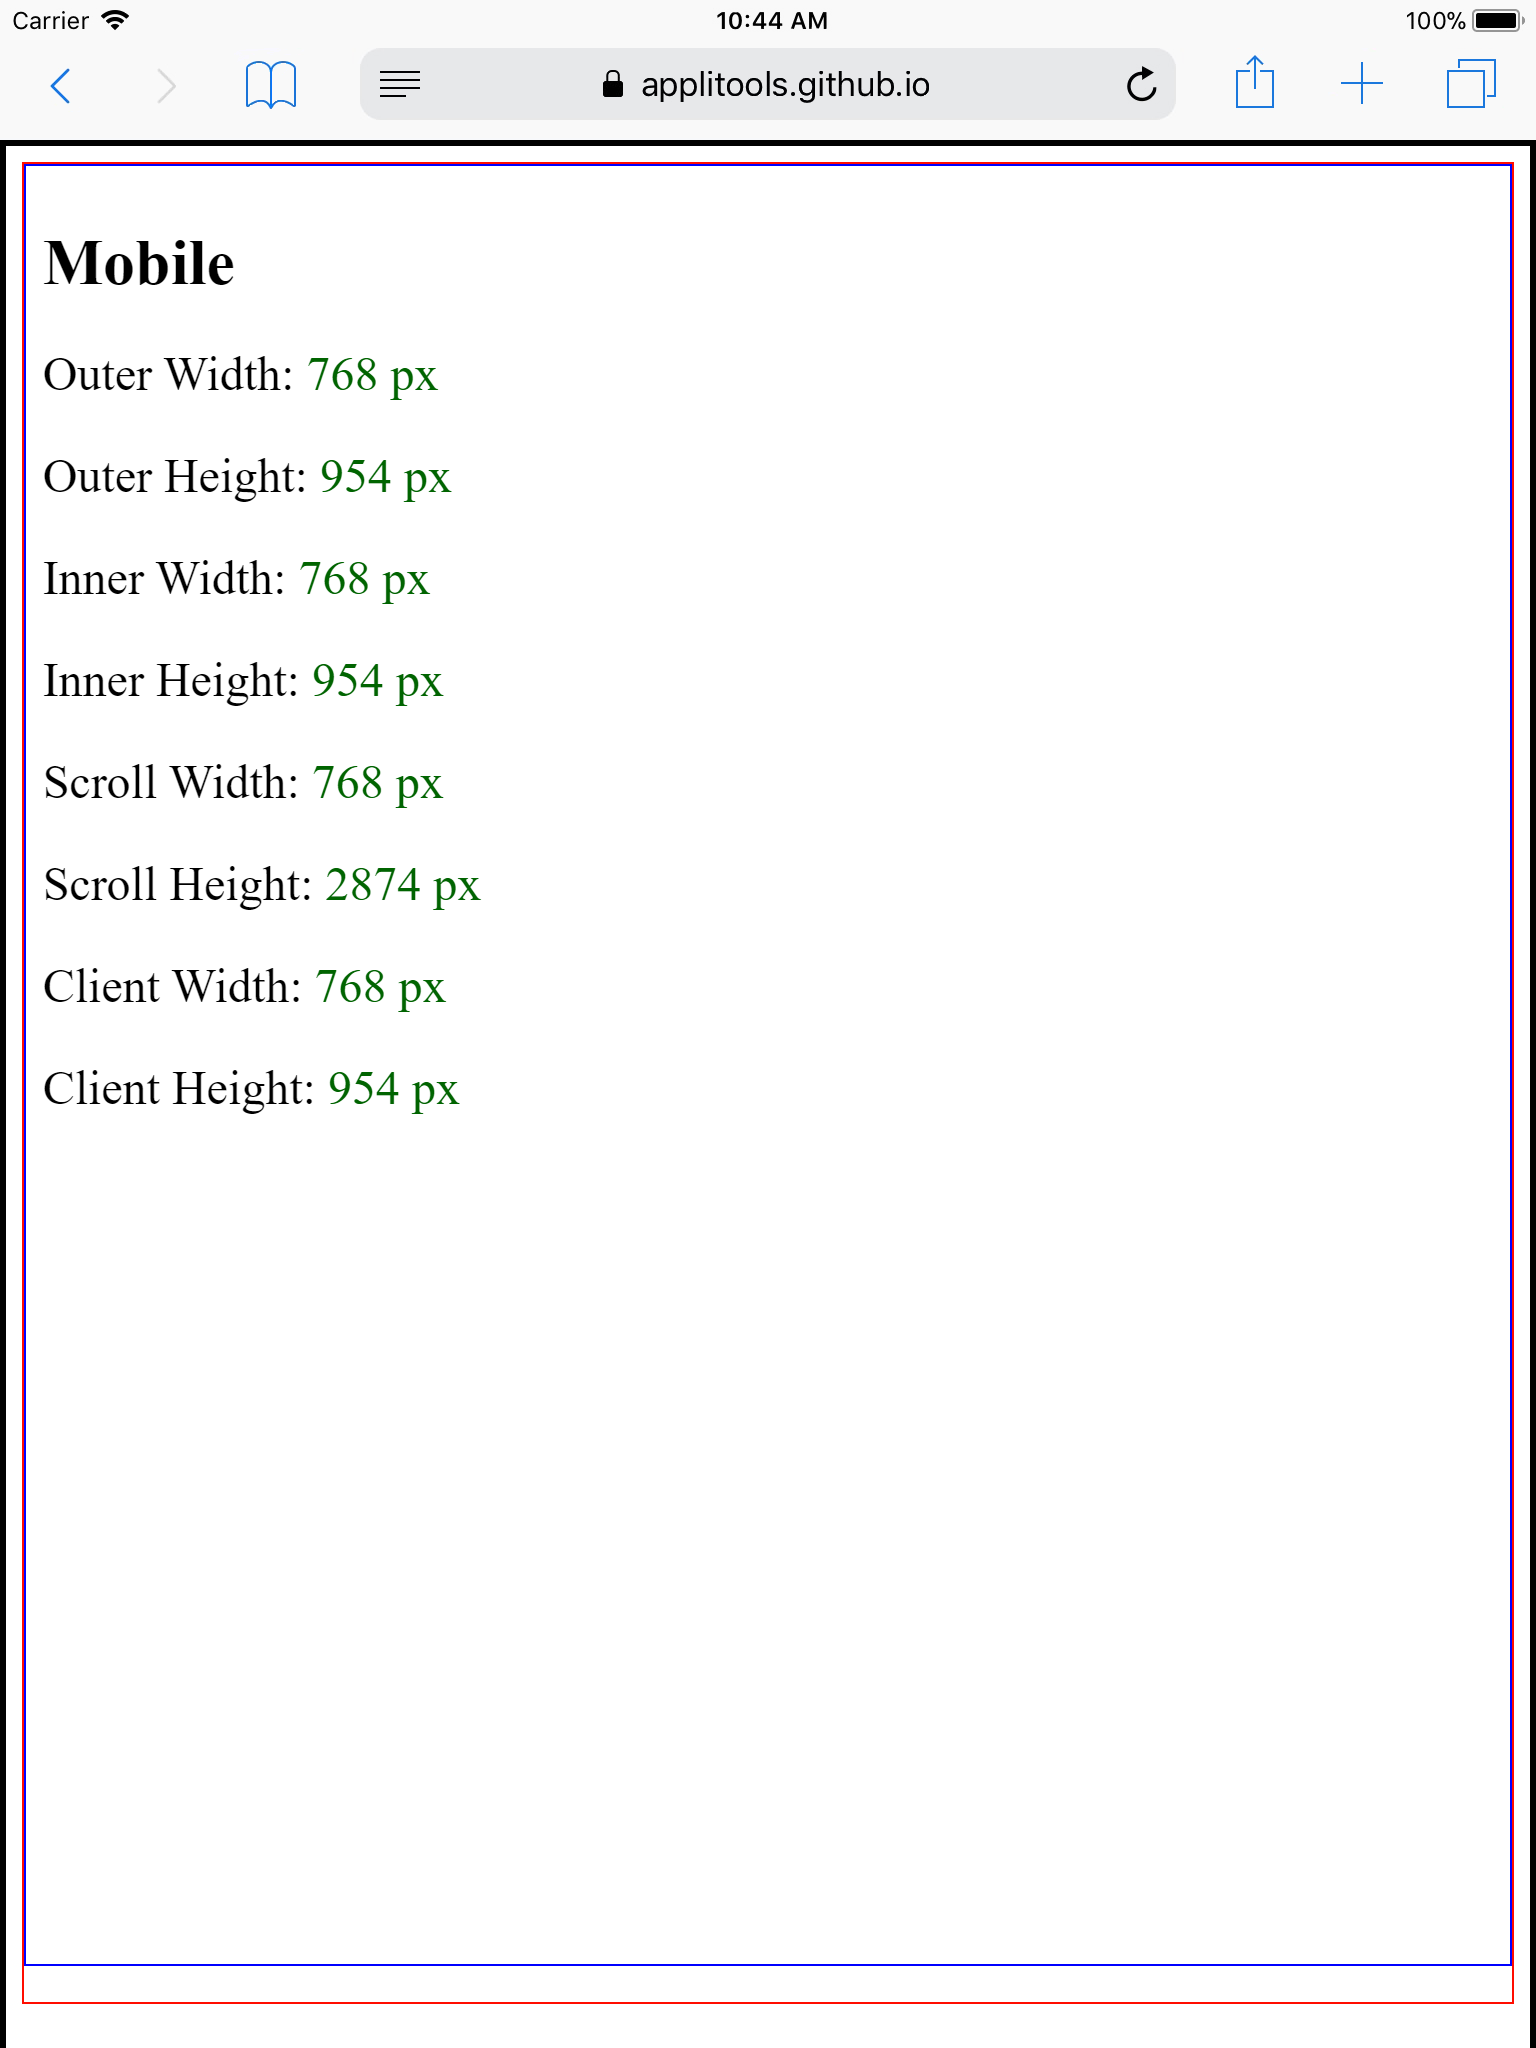 Carrier 10:44 AM 100%
applitools.github.io
Mobile
Outer Width: 768 px
Outer Height: 954 px
Inner Width: 768 px
Inner Height: 954 px
Scroll Width: 768 px
Scroll Height: 2874 px
Client Width: 768 px
Client Height: 954 px